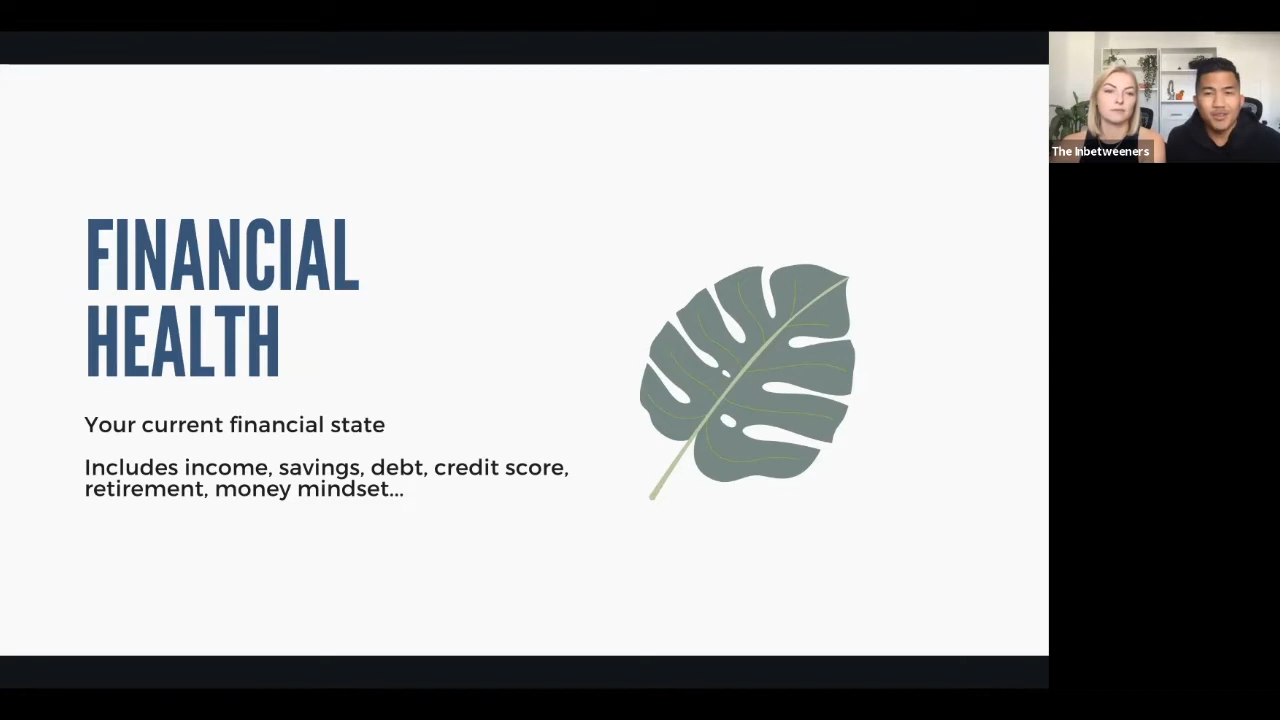 FINANCIAL
HEALTH
Your current financial state
Includes income, savings, debt, credit score,
retirement, money mindset...
The Inbetweeners